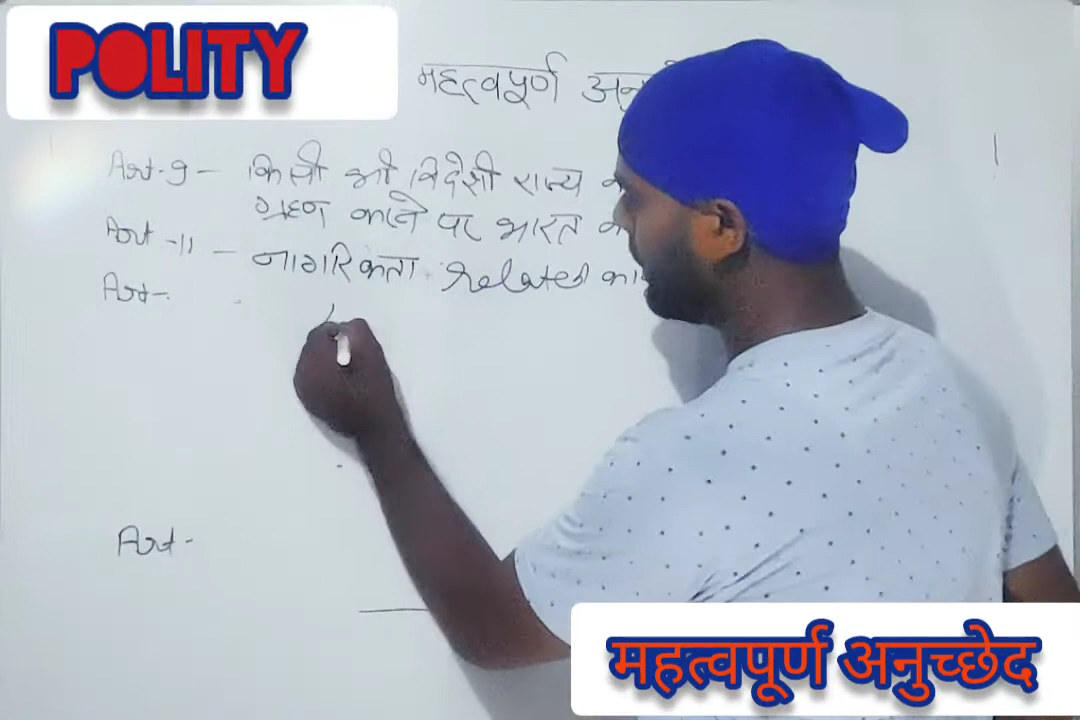 POLITY
महत्वपूर्ण
Art-9 - किसी भी विदेशी राज्य
ग्रहण करने पर भारत
Art-11 - नागरिकता Related
Art-
Art-
महत्वपूर्ण अनुच्छेद